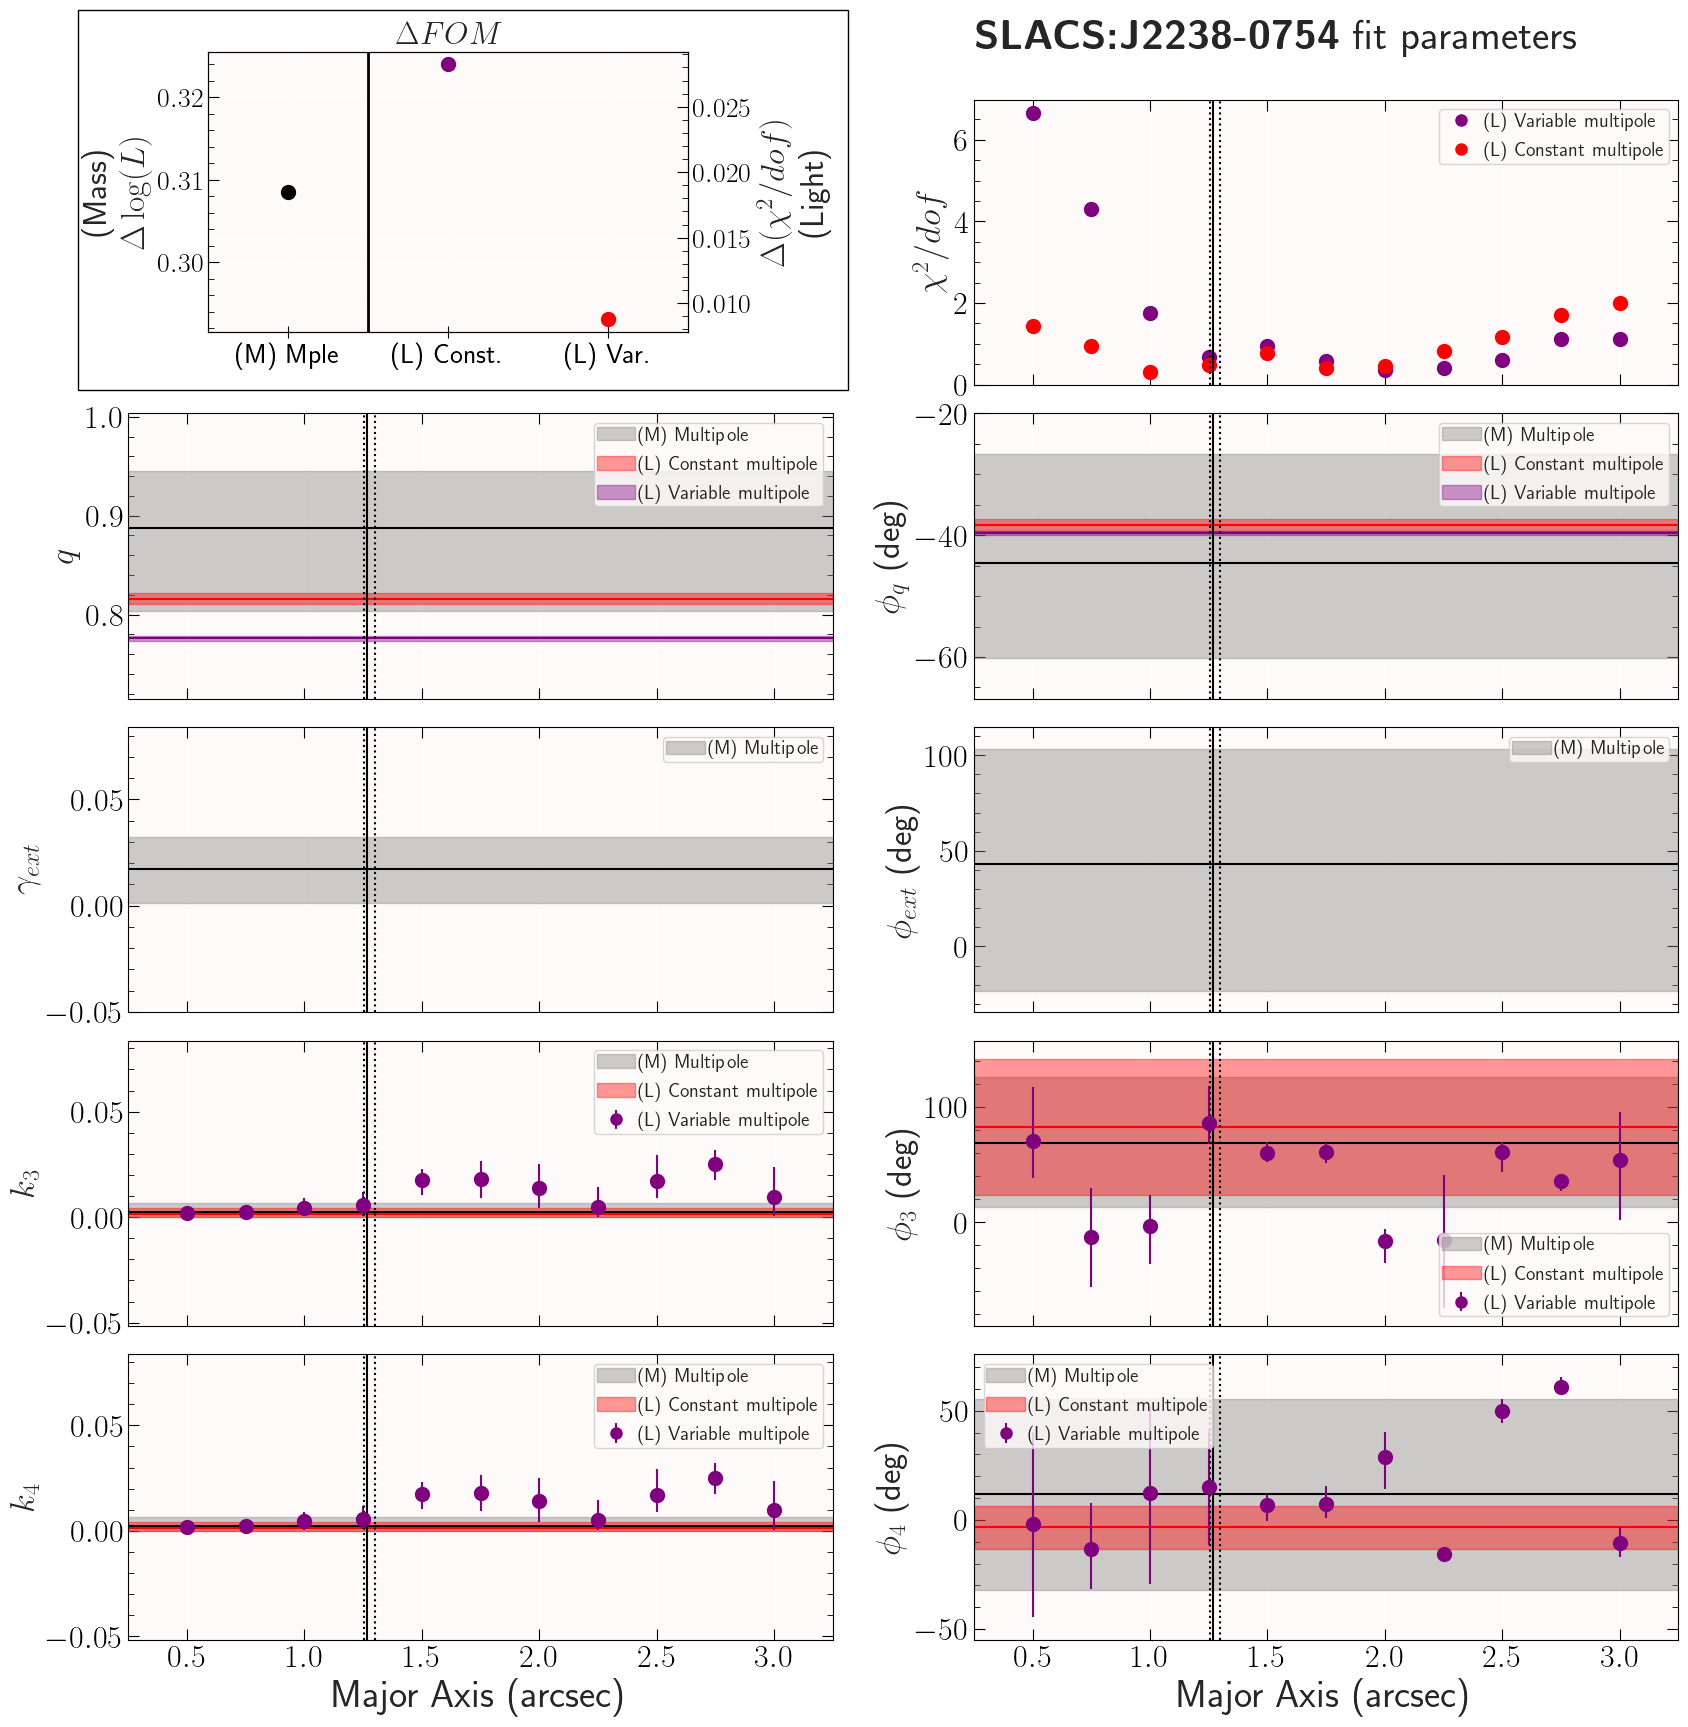 ΔFOM
SLACS:J2238-0754 fit parameters
(Mass)
Δ log(L)
0.32
0.31
0.30
0.025
0.020
0.015
0.010
Δ(χ²/dof)
(Light)
(M) Mple
(L) Const.
(L) Var.
χ²/dof
6
4
2
0
(L) Variable multipole
(L) Constant multipole
q
1.0
0.9
0.8
(M) Multipole
(L) Constant multipole
(L) Variable multipole
ϕ_q (deg)
−20
−40
−60
(M) Multipole
(L) Constant multipole
(L) Variable multipole
γ_ext
0.05
0.00
−0.05
(M) Multipole
ϕ_ext (deg)
100
50
0
(M) Multipole
k_3
0.05
0.00
−0.05
(M) Multipole
(L) Constant multipole
(L) Variable multipole
ϕ_3 (deg)
100
0
(M) Multipole
(L) Constant multipole
(L) Variable multipole
k_4
0.05
0.00
−0.05
(M) Multipole
(L) Constant multipole
(L) Variable multipole
0.5 1.0 1.5 2.0 2.5 3.0
Major Axis (arcsec)
ϕ_4 (deg)
50
0
−50
(M) Multipole
(L) Constant multipole
(L) Variable multipole
0.5 1.0 1.5 2.0 2.5 3.0
Major Axis (arcsec)